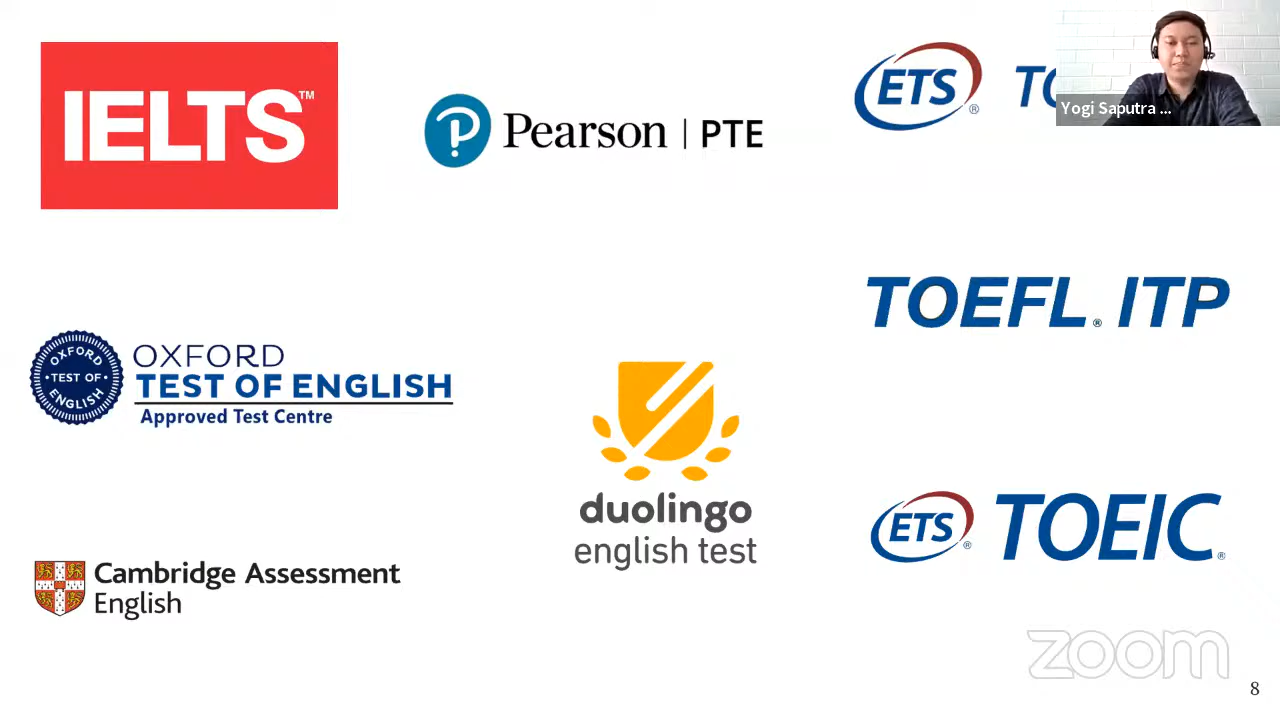 IELTS™
Pearson | PTE
ETS®
Yogi Saputra ...
TOEFL® ITP
OXFORD
TEST OF
ENGLISH
OXFORD
TEST OF ENGLISH
Approved Test Centre
duolingo
english test
ETS®
TOEIC®
Cambridge Assessment
English
zoom
8